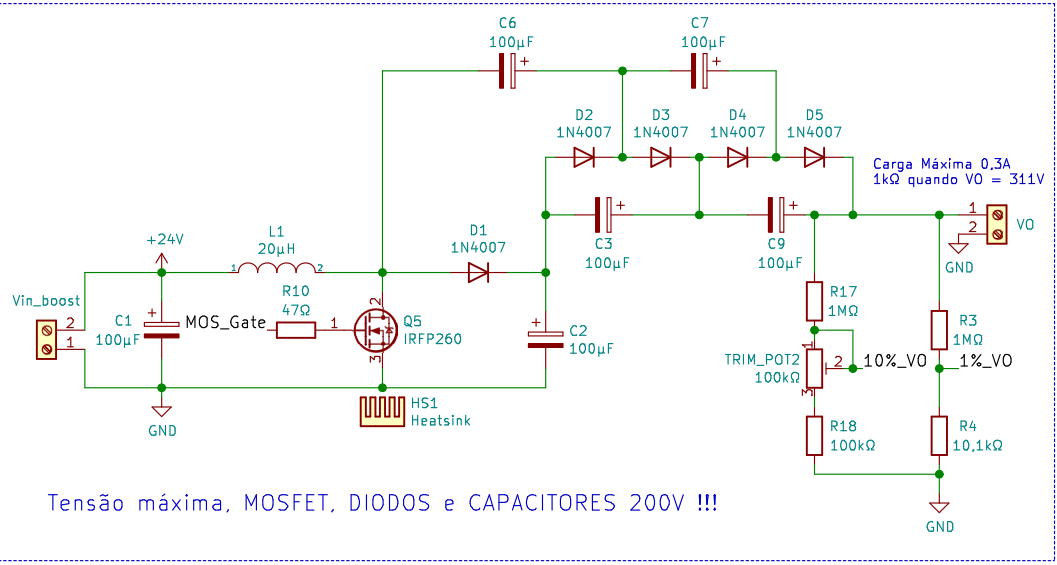 C6
100µF
C7
100µF
D2
1N4007
D3
1N4007
D4
1N4007
D5
1N4007
Carga Máxima 0,3A
1kΩ quando VO = 311V
+
+
+
+
C3
100µF
C9
100µF
1
2
VO
GND
+24V
L1
20µH
1
2
D1
1N4007
Vin_boost
2
1
C1
100µF
+
MOS_Gate
R10
47Ω
1
2
3
Q5
IRFP260
+
C2
100µF
R17
1MΩ
R3
1MΩ
TRIM_POT2
100kΩ
1
2
3
10%_VO
1%_VO
R18
100kΩ
R4
10,1kΩ
GND
HS1
Heatsink
GND
Tensão máxima, MOSFET, DIODOS e CAPACITORES 200V !!!